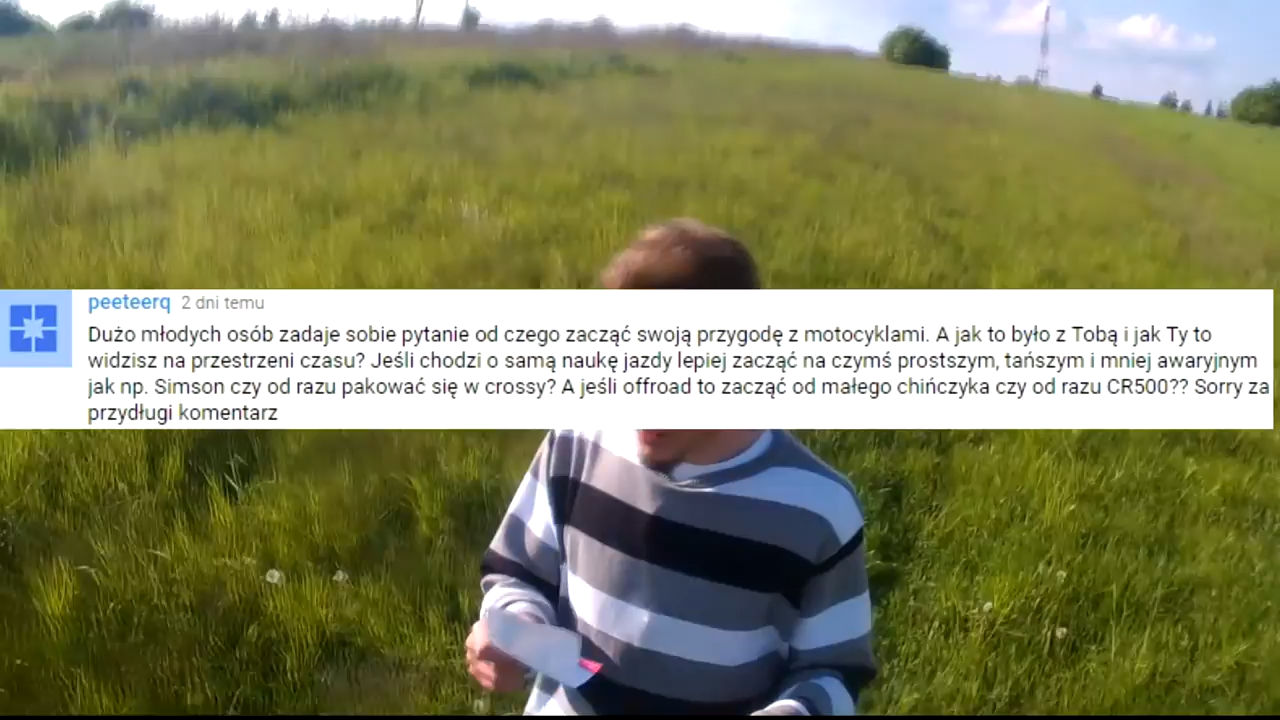 peeteerq 2 dni temu
Dużo młodych osób zadaje sobie pytanie od czego zacząć swoją przygodę z motocyklami. A jak to było z Tobą i jak Ty to
widzisz na przestrzeni czasu? Jeśli chodzi o samą naukę jazdy lepiej zacząć na czymś prostszym, tańszym i mniej awaryjnym
jak np. Simson czy od razu pakować się w crossy? A jeśli offroad to zacząć od małego chińczyka czy od razu CR500?? Sorry za
przydługi komentarz